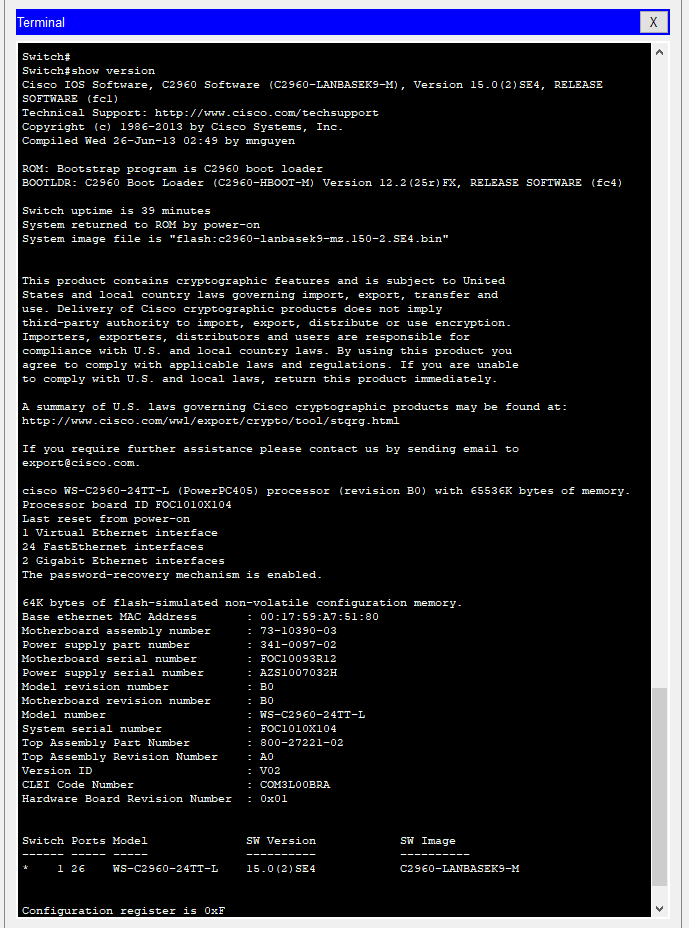 Terminal
X
Switch#
Switch#show version
Cisco IOS Software, C2960 Software (C2960-LANBASEK9-M), Version 15.0(2)SE4, RELEASE
SOFTWARE (fc1)
Technical Support: http://www.cisco.com/techsupport
Copyright (c) 1986-2013 by Cisco Systems, Inc.
Compiled Wed 26-Jun-13 02:49 by mnguyen
ROM: Bootstrap program is C2960 boot loader
BOOTLDR: C2960 Boot Loader (C2960-HBOOT-M) Version 12.2(25r)FX, RELEASE SOFTWARE (fc4)
Switch uptime is 39 minutes
System returned to ROM by power-on
System image file is "flash:c2960-lanbasek9-mz.150-2.SE4.bin"
This product contains cryptographic features and is subject to United
States and local country laws governing import, export, transfer and
use. Delivery of Cisco cryptographic products does not imply
third-party authority to import, export, distribute or use encryption.
Importers, exporters, distributors and users are responsible for
compliance with U.S. and local country laws. By using this product you
agree to comply with applicable laws and regulations. If you are unable
to comply with U.S. and local laws, return this product immediately.
A summary of U.S. laws governing Cisco cryptographic products may be found at:
http://www.cisco.com/wwl/export/crypto/tool/stqrg.html
If you require further assistance please contact us by sending email to
export@cisco.com.
cisco WS-C2960-24TT-L (PowerPC405) processor (revision B0) with 65536K bytes of memory.
Processor board ID FOC1010X104
Last reset from power-on
1 Virtual Ethernet interface
24 FastEthernet interfaces
2 Gigabit Ethernet interfaces
The password-recovery mechanism is enabled.
64K bytes of flash-simulated non-volatile configuration memory.
Base ethernet MAC Address : 00:17:59:A7:51:80
Motherboard assembly number : 73-10390-03
Power supply part number : 341-0097-02
Motherboard serial number : FOC10093R12
Power supply serial number : AZS1007032H
Model revision number : B0
Motherboard revision number : B0
Model number : WS-C2960-24TT-L
System serial number : FOC1010X104
Top Assembly Part Number : 800-27221-02
Top Assembly Revision Number : A0
Version ID : V02
CLEI Code Number : COM3L00BRA
Hardware Board Revision Number : 0x01
Switch Ports Model SW Version SW Image
------ ----- ----- ---------- ----------
* 1 26 WS-C2960-24TT-L 15.0(2)SE4 C2960-LANBASEK9-M
Configuration register is 0xF